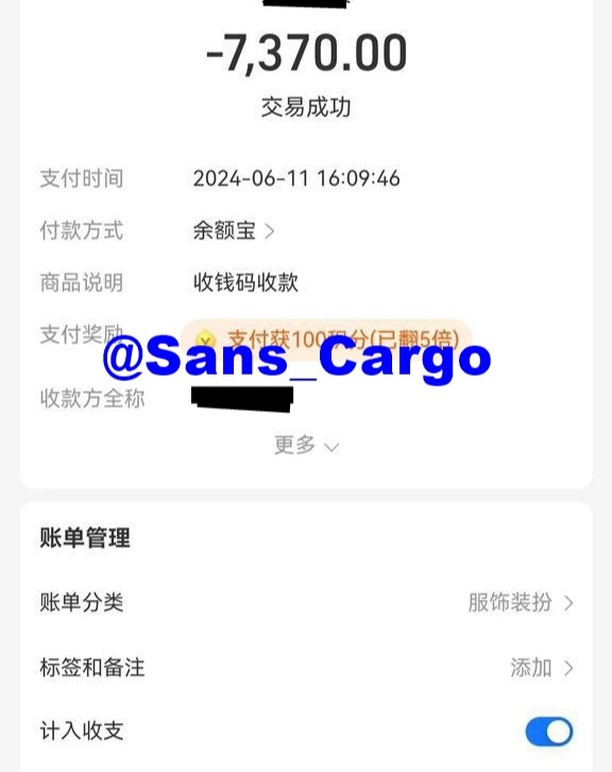 -7,370.00
交易成功
支付时间 2024-06-11 16:09:46
付款方式 余额宝 >
商品说明 收钱码收款
支付奖励 支付获100积分(已翻5倍)
@Sans_Cargo
收款方全称
更多
账单管理
账单分类 服饰装扮 >
标签和备注 添加 >
计入收支